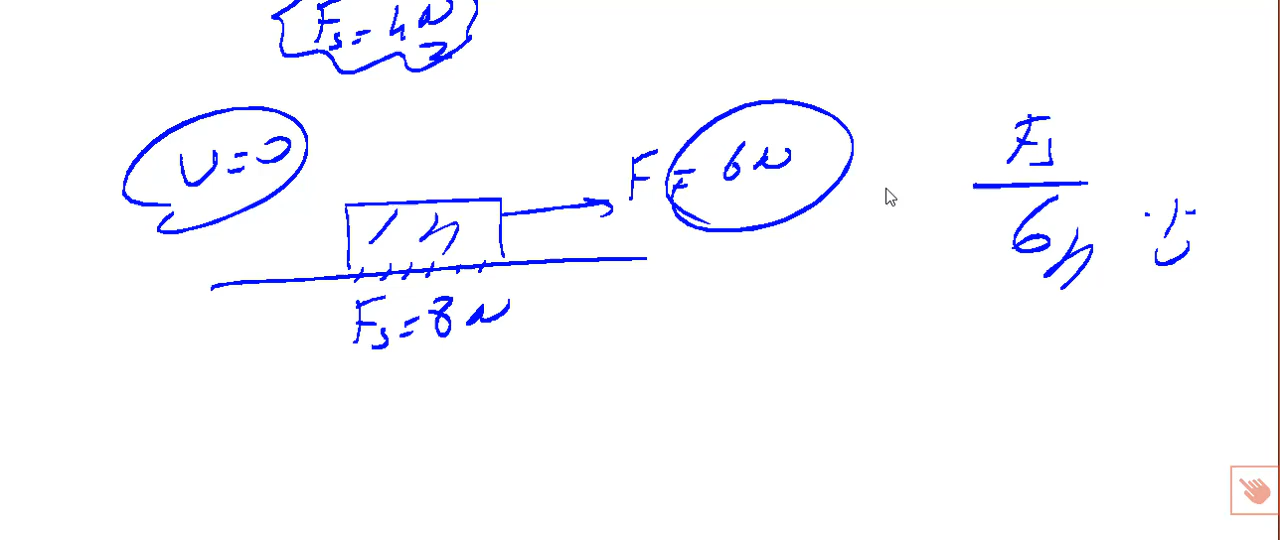 Fs = 4N
V = 0
F = 6N
Fs
6N
Fs = 8N